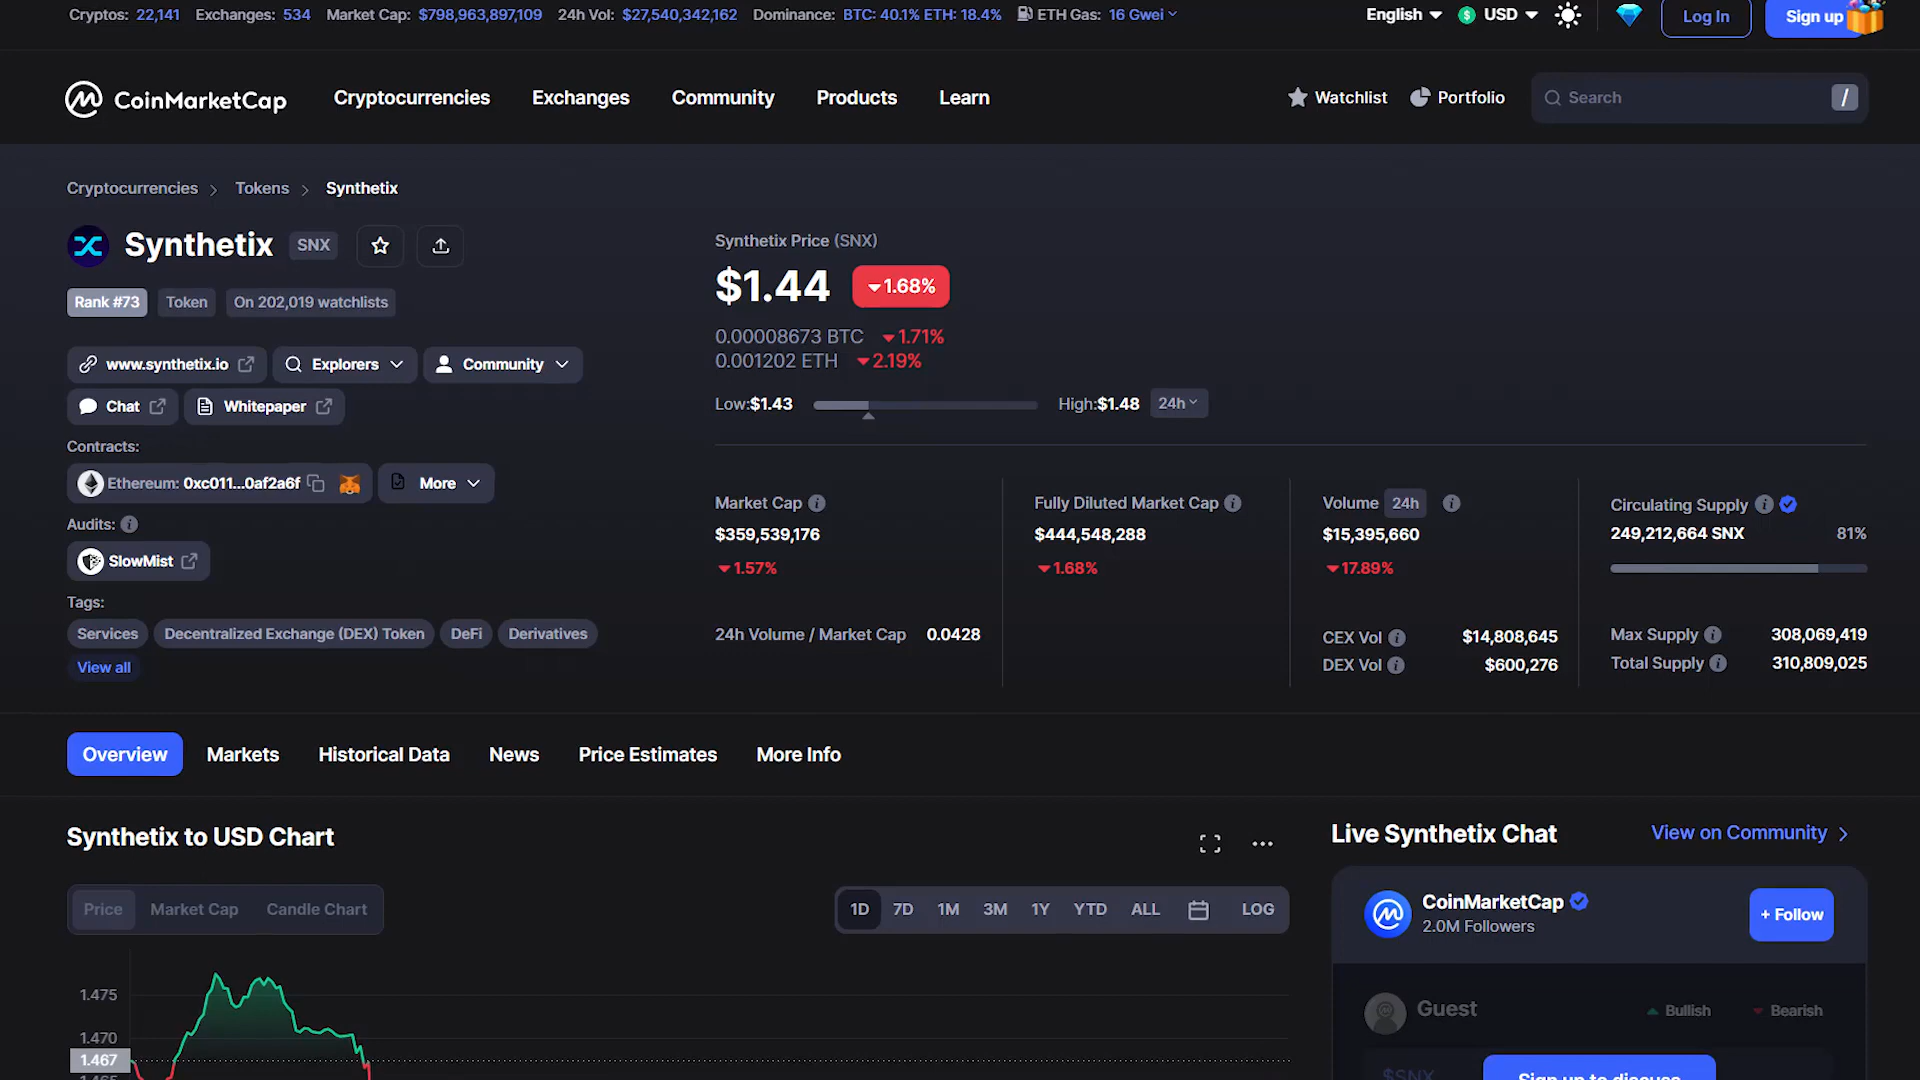 Cryptos: 22,141 Exchanges: 534 Market Cap: $798,963,897,109 24h Vol: $27,540,342,162 Dominance: BTC: 40.1% ETH: 18.4% ETH Gas: 16 Gwei English USD Log In Sign up
CoinMarketCap Cryptocurrencies Exchanges Community Products Learn Watchlist Portfolio Search /
Cryptocurrencies > Tokens > Synthetix
Synthetix SNX
Rank #73 Token On 202,019 watchlists
www.synthetix.io Explorers Community
Chat Whitepaper
Contracts:
Ethereum: 0xc011...0af2a6f More
Audits:
SlowMist
Tags:
Services Decentralized Exchange (DEX) Token DeFi Derivatives
View all
Synthetix Price (SNX)
$1.44 1.68%
0.00008673 BTC 1.71%
0.001202 ETH 2.19%
Low:$1.43 High:$1.48 24h
Market Cap
$359,539,176
1.57%
24h Volume / Market Cap 0.0428
Fully Diluted Market Cap
$444,548,288
1.68%
Volume 24h
$15,395,660
17.89%
CEX Vol $14,808,645
DEX Vol $600,276
Circulating Supply
249,212,664 SNX 81%
Max Supply 308,069,419
Total Supply 310,809,025
Overview Markets Historical Data News Price Estimates More Info
Synthetix to USD Chart
Price Market Cap Candle Chart 1D 7D 1M 3M 1Y YTD ALL LOG
1.475
1.470
1.467
1.465
Live Synthetix Chat View on Community >
CoinMarketCap
2.0M Followers
+ Follow
Guest Bullish Bearish
$SNX
Sign up to discuss